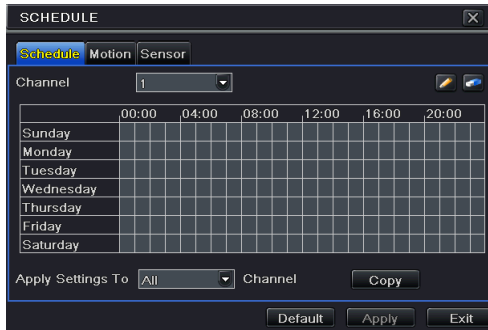 SCHEDULE
Schedule Motion Sensor
Channel 1
00:00 04:00 08:00 12:00 16:00 20:00
Sunday
Monday
Tuesday
Wednesday
Thursday
Friday
Saturday
Apply Settings To All Channel Copy
Default Apply Exit